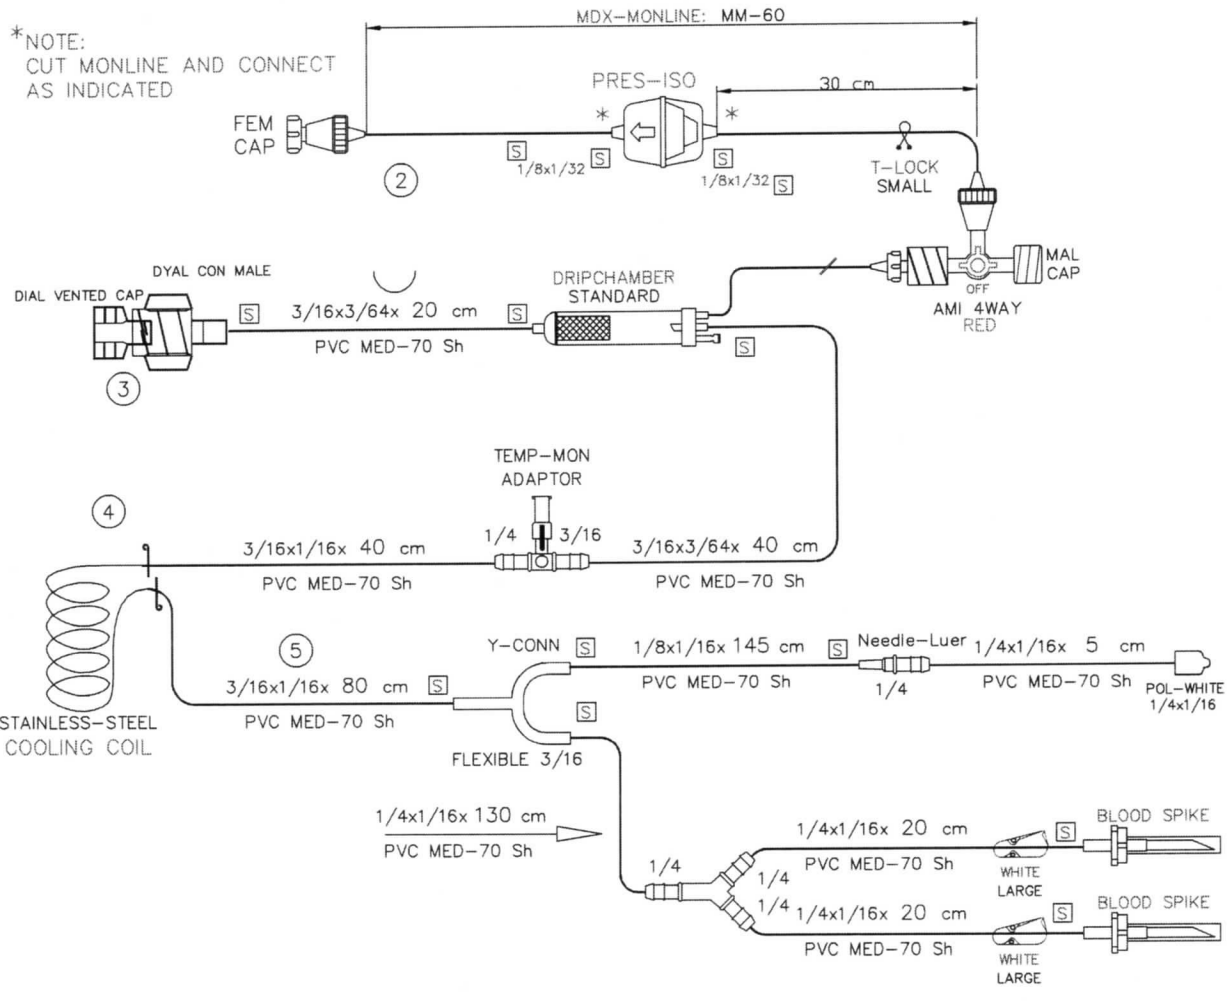 MDX-MONLINE: MM-60
*NOTE:
CUT MONLINE AND CONNECT
AS INDICATED
PRES-ISO
30 cm
* *
FEM
CAP
S
1/8x1/32
S
S
1/8x1/32
S
T-LOCK
SMALL
2
MAL
CAP
OFF
AMI 4WAY
RED
DYAL CON MALE
DIAL VENTED CAP
S
3/16x3/64x 20 cm
PVC MED-70 Sh
S
DRIPCHAMBER
STANDARD
S
3
TEMP-MON
ADAPTOR
4
3/16x1/16x 40 cm
PVC MED-70 Sh
1/4
3/16
3/16x3/64x 40 cm
PVC MED-70 Sh
STAINLESS-STEEL
COOLING COIL
5
3/16x1/16x 80 cm
PVC MED-70 Sh
S
Y-CONN
S
S
FLEXIBLE 3/16
1/8x1/16x 145 cm
PVC MED-70 Sh
S
Needle-Luer
1/4
1/4x1/16x 5 cm
PVC MED-70 Sh
POL-WHITE
1/4x1/16
1/4x1/16x 130 cm
PVC MED-70 Sh
1/4
1/4
1/4
1/4x1/16x 20 cm
PVC MED-70 Sh
WHITE
LARGE
S
BLOOD SPIKE
1/4x1/16x 20 cm
PVC MED-70 Sh
WHITE
LARGE
S
BLOOD SPIKE